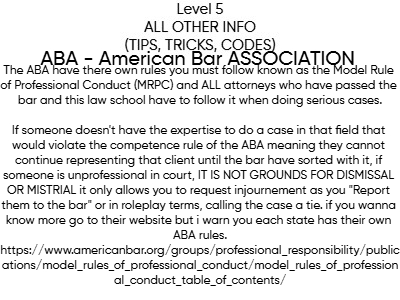 Level 5
ALL OTHER INFO
(TIPS, TRICKS, CODES)
ABA - American Bar ASSOCIATION
The ABA have there own rules you must follow known as the Model Rule
of Professional Conduct (MRPC) and ALL attorneys who have passed the
bar and this law school have to follow it when doing serious cases.
If someone doesn't have the expertise to do a case in that field that
would violate the competence rule of the ABA meaning they cannot
continue representing that client until the bar have sorted with it, if
someone is unprofessional in court, IT IS NOT GROUNDS FOR DISMISSAL
OR MISTRIAL it only allows you to request injournement as you "Report
them to the bar" or in roleplay terms, calling the case a tie. if you wanna
know more go to their website but i warn you each state has their own
ABA rules.
https://www.americanbar.org/groups/professional_responsibility/public
ations/model_rules_of_professional_conduct/model_rules_of_profession
al_conduct_table_of_contents/